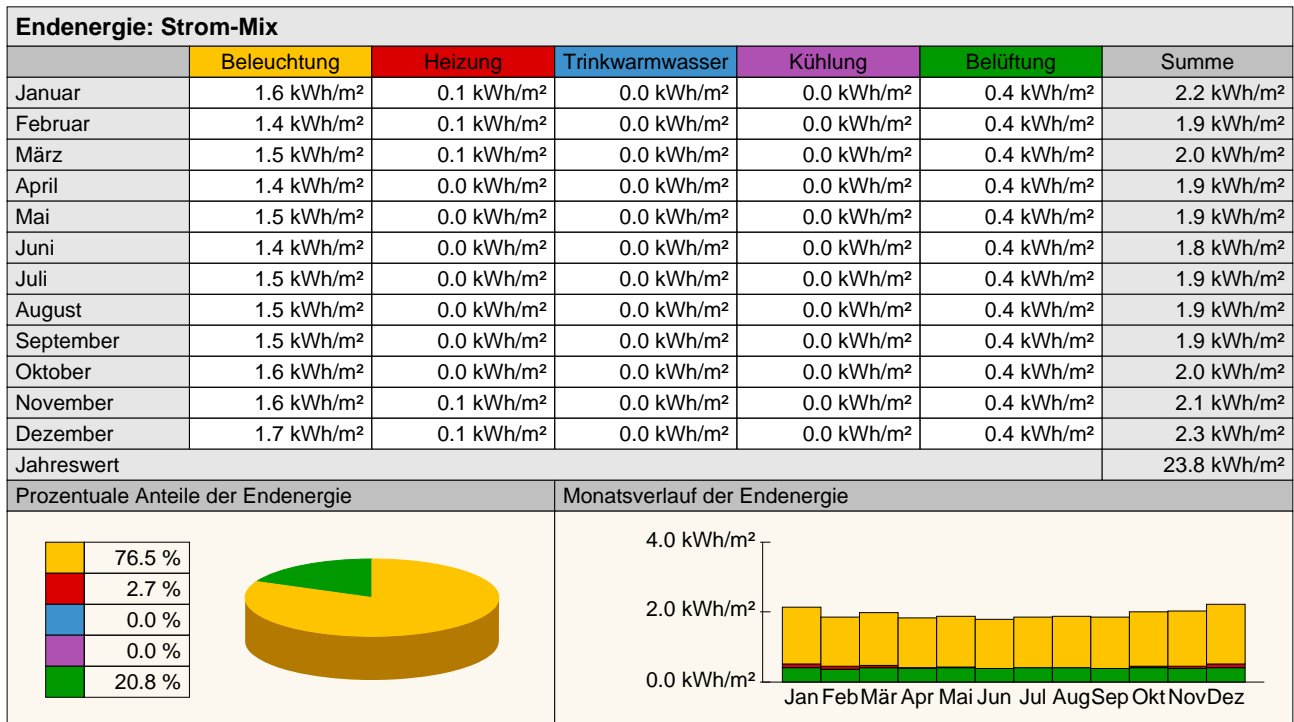 Endenergie: Strom-Mix
Beleuchtung Heizung Trinkwarmwasser Kühlung Belüftung Summe
Januar 1.6 kWh/m² 0.1 kWh/m² 0.0 kWh/m² 0.0 kWh/m² 0.4 kWh/m² 2.2 kWh/m²
Februar 1.4 kWh/m² 0.1 kWh/m² 0.0 kWh/m² 0.0 kWh/m² 0.4 kWh/m² 1.9 kWh/m²
März 1.5 kWh/m² 0.1 kWh/m² 0.0 kWh/m² 0.0 kWh/m² 0.4 kWh/m² 2.0 kWh/m²
April 1.4 kWh/m² 0.0 kWh/m² 0.0 kWh/m² 0.0 kWh/m² 0.4 kWh/m² 1.9 kWh/m²
Mai 1.5 kWh/m² 0.0 kWh/m² 0.0 kWh/m² 0.0 kWh/m² 0.4 kWh/m² 1.9 kWh/m²
Juni 1.4 kWh/m² 0.0 kWh/m² 0.0 kWh/m² 0.0 kWh/m² 0.4 kWh/m² 1.8 kWh/m²
Juli 1.5 kWh/m² 0.0 kWh/m² 0.0 kWh/m² 0.0 kWh/m² 0.4 kWh/m² 1.9 kWh/m²
August 1.5 kWh/m² 0.0 kWh/m² 0.0 kWh/m² 0.0 kWh/m² 0.4 kWh/m² 1.9 kWh/m²
September 1.5 kWh/m² 0.0 kWh/m² 0.0 kWh/m² 0.0 kWh/m² 0.4 kWh/m² 1.9 kWh/m²
Oktober 1.6 kWh/m² 0.0 kWh/m² 0.0 kWh/m² 0.0 kWh/m² 0.4 kWh/m² 2.0 kWh/m²
November 1.6 kWh/m² 0.1 kWh/m² 0.0 kWh/m² 0.0 kWh/m² 0.4 kWh/m² 2.1 kWh/m²
Dezember 1.7 kWh/m² 0.1 kWh/m² 0.0 kWh/m² 0.0 kWh/m² 0.4 kWh/m² 2.3 kWh/m²
Jahreswert 23.8 kWh/m²
Prozentuale Anteile der Endenergie
76.5 %
2.7 %
0.0 %
0.0 %
20.8 %
Monatsverlauf der Endenergie
4.0 kWh/m²
2.0 kWh/m²
0.0 kWh/m²
Jan Feb Mär Apr Mai Jun Jul Aug Sep Okt Nov Dez